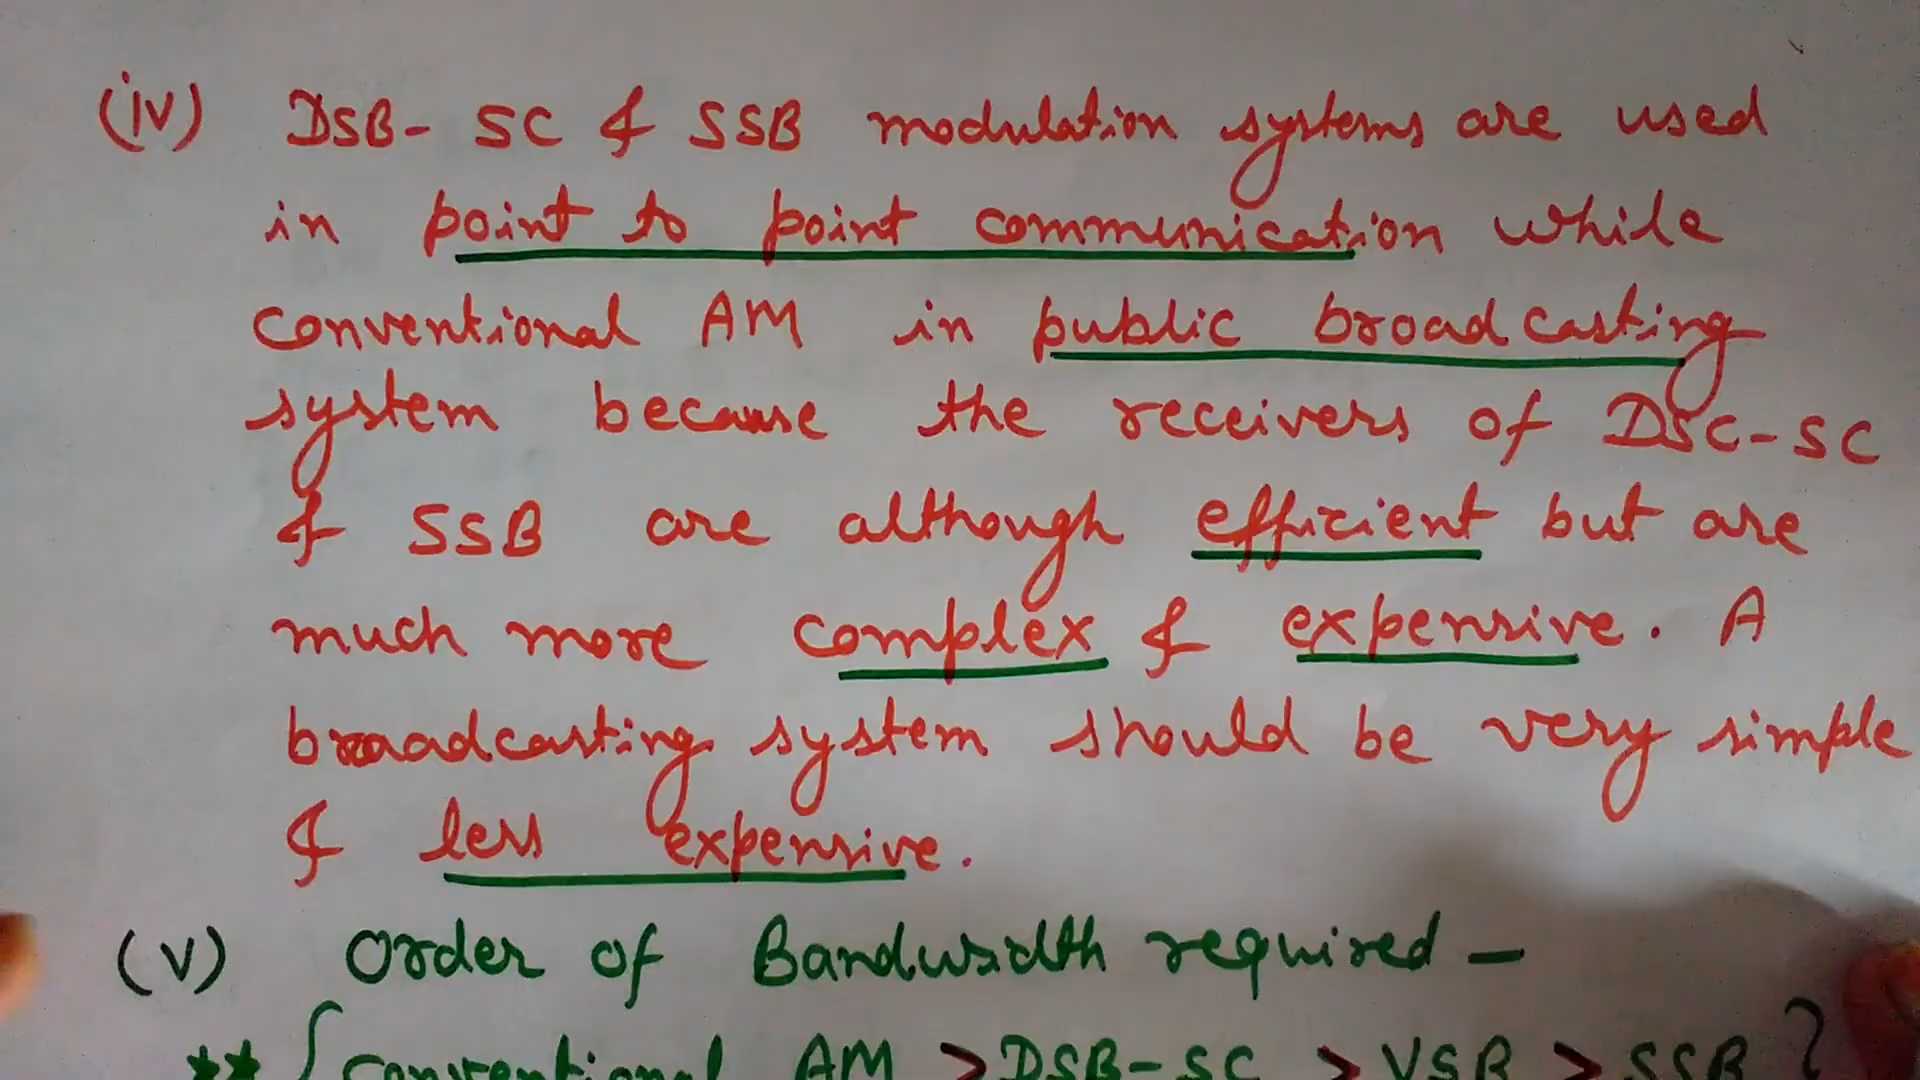 (iv) DSB- SC & SSB modulation systems are used
in point to point communication while
conventional AM in public broadcasting
system because the receivers of DSC-SC
& SSB are although efficient but are
much more complex & expensive. A
broadcasting system should be very simple
& less expensive.
(v) Order of Bandwidth required -
** { Conventional AM > DSB-SC > VSB > SSB }